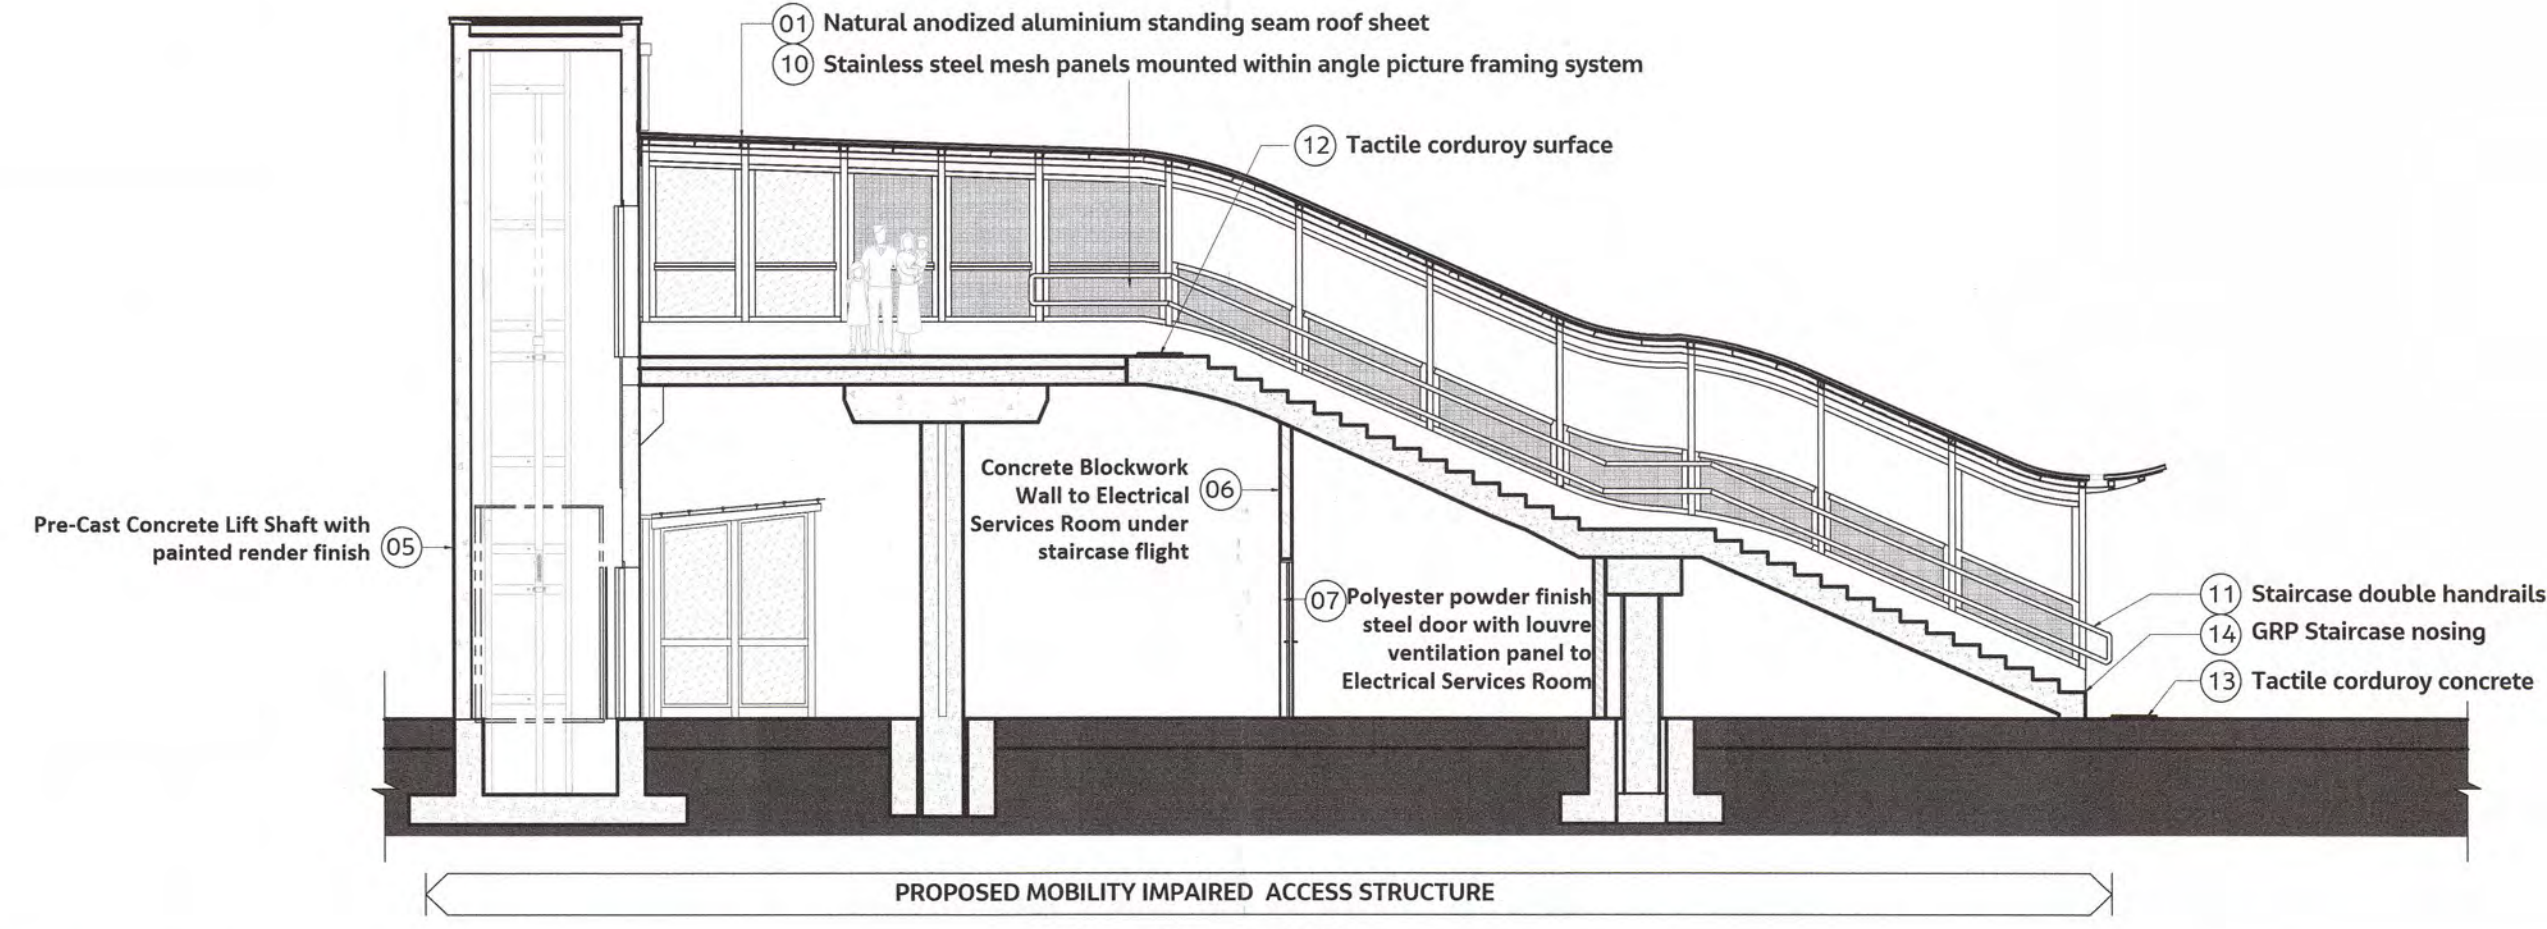 01 Natural anodized aluminium standing seam roof sheet
10 Stainless steel mesh panels mounted within angle picture framing system
12 Tactile corduroy surface
Concrete Blockwork
Wall to Electrical
Services Room under
staircase flight
06
Pre-Cast Concrete Lift Shaft with
painted render finish
05
07 Polyester powder finish
steel door with louvre
ventilation panel to
Electrical Services Room
11 Staircase double handrails
14 GRP Staircase nosing
13 Tactile corduroy concrete
PROPOSED MOBILITY IMPAIRED ACCESS STRUCTURE